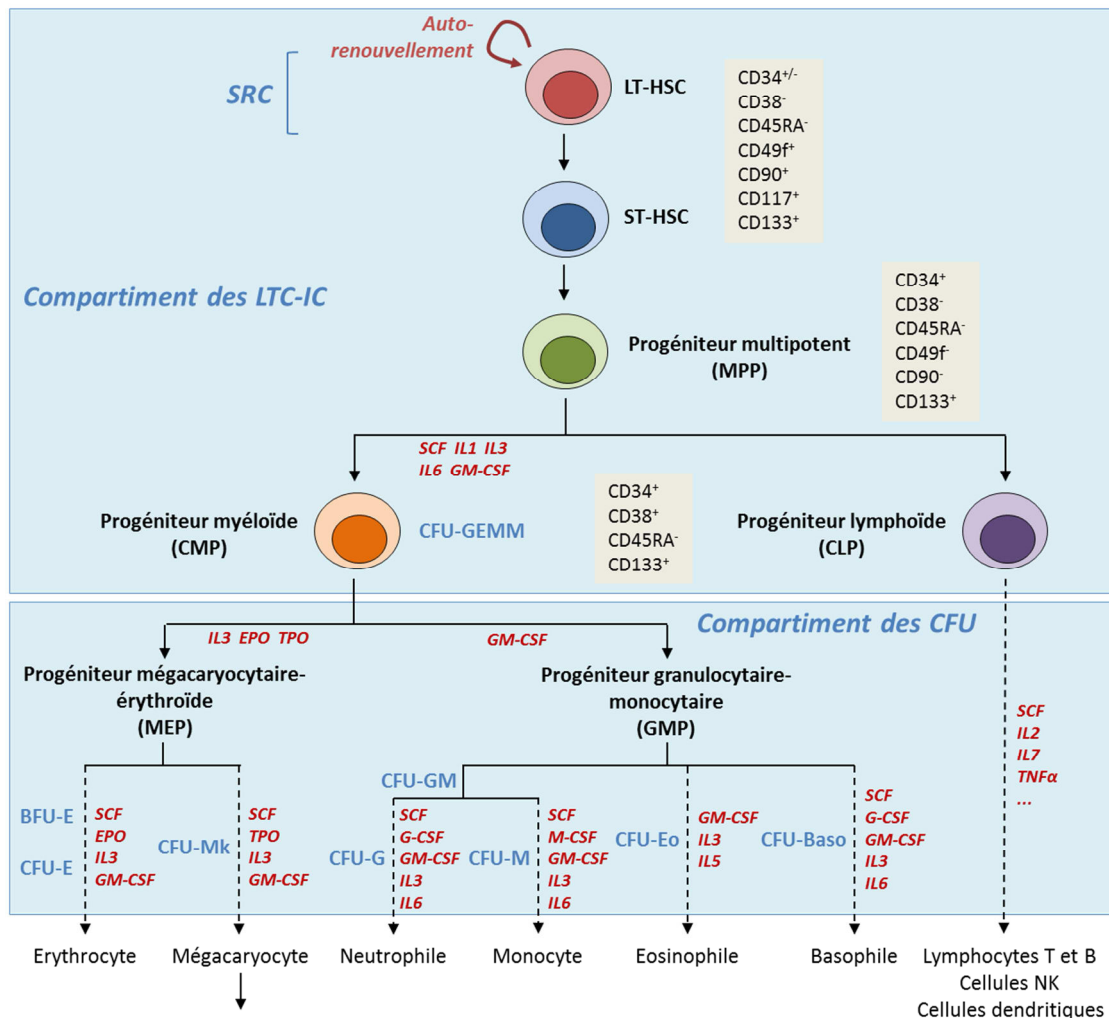 Auto-
renouvellement
SRC
LT-HSC
CD34+/-
CD38-
CD45RA-
CD49f+
CD90+
CD117+
CD133+
ST-HSC
Compartiment des LTC-IC
Progéniteur multipotent
(MPP)
CD34+
CD38-
CD45RA-
CD49f-
CD90-
CD133+
SCF IL1 IL3
IL6 GM-CSF
Progéniteur myéloïde
(CMP)
CFU-GEMM
CD34+
CD38+
CD45RA-
CD133+
Progéniteur lymphoïde
(CLP)
Compartiment des CFU
IL3 EPO TPO
GM-CSF
Progéniteur mégacaryocytaire-
érythroïde
(MEP)
Progéniteur granulocytaire-
monocytaire
(GMP)
SCF
IL2
IL7
TNFα
...
BFU-E
CFU-E
SCF
EPO
IL3
GM-CSF
CFU-Mk
SCF
TPO
IL3
GM-CSF
CFU-GM
CFU-G
SCF
G-CSF
GM-CSF
IL3
IL6
CFU-M
SCF
M-CSF
GM-CSF
IL3
IL6
CFU-Eo
GM-CSF
IL3
IL5
CFU-Baso
SCF
G-CSF
GM-CSF
IL3
IL6
Erythrocyte
Mégacaryocyte
Neutrophile
Monocyte
Eosinophile
Basophile
Lymphocytes T et B
Cellules NK
Cellules dendritiques